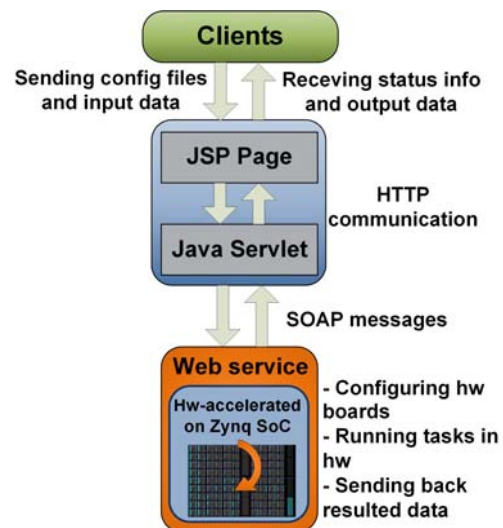 Clients
Sending config files
and input data
Receving status info
and output data
JSP Page
HTTP
communication
Java Servlet
SOAP messages
Web service
Hw-accelerated
on Zynq SoC
- Configuring hw
boards
- Running tasks in
hw
- Sending back
resulted data